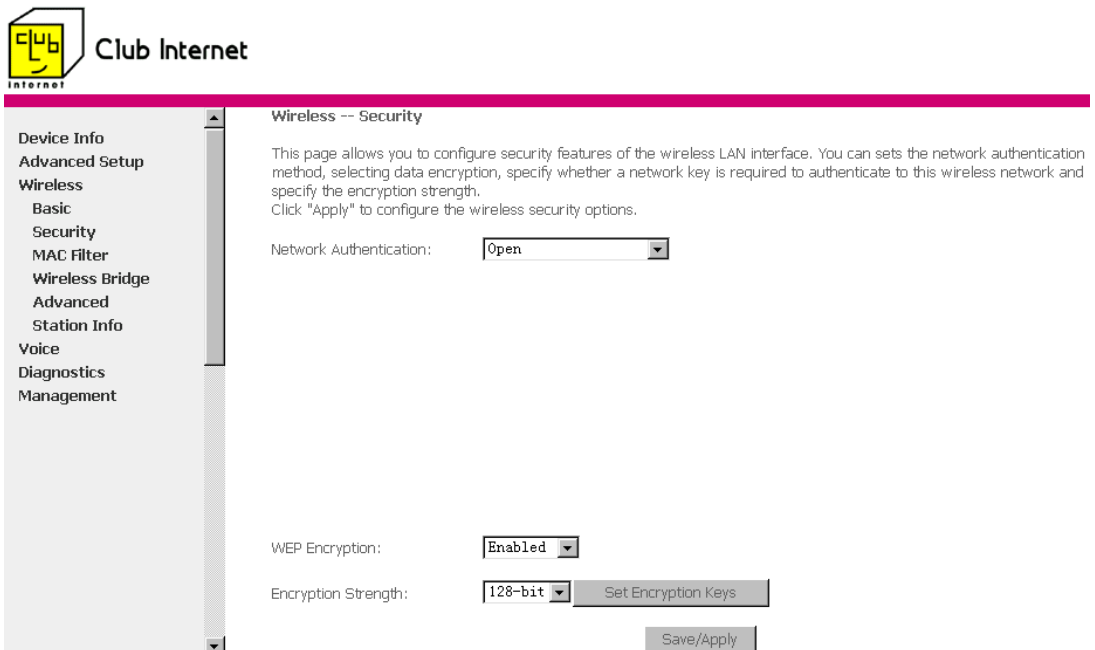 cLub
internet
Club Internet
Device Info
Advanced Setup
Wireless
Basic
Security
MAC Filter
Wireless Bridge
Advanced
Station Info
Voice
Diagnostics
Management
Wireless -- Security
This page allows you to configure security features of the wireless LAN interface. You can sets the network authentication
method, selecting data encryption, specify whether a network key is required to authenticate to this wireless network and
specify the encryption strength.
Click "Apply" to configure the wireless security options.
Network Authentication: Open
WEP Encryption: Enabled
Encryption Strength: 128-bit Set Encryption Keys
Save/Apply